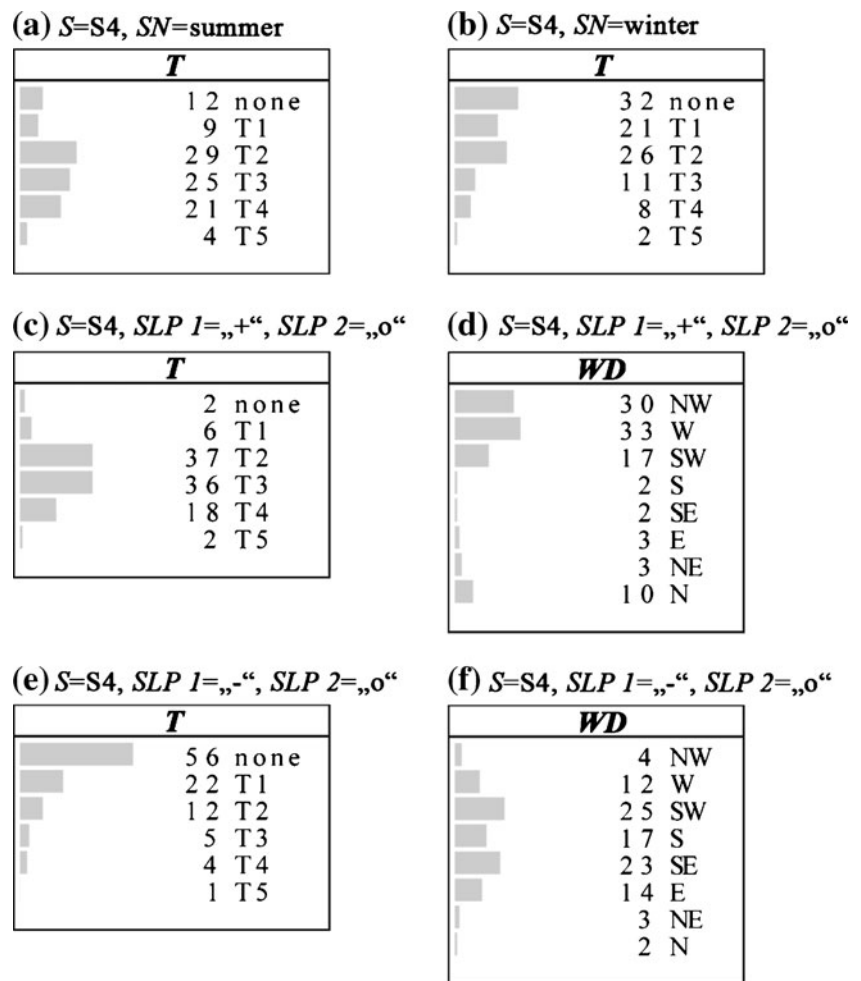 (a) S=S4, SN=summer
T
12 none
9 T1
29 T2
25 T3
21 T4
4 T5
(b) S=S4, SN=winter
T
32 none
21 T1
26 T2
11 T3
8 T4
2 T5
(c) S=S4, SLP 1=„+“, SLP 2=„o“
T
2 none
6 T1
37 T2
36 T3
18 T4
2 T5
(d) S=S4, SLP 1=„+“, SLP 2=„o“
WD
30 NW
33 W
17 SW
2 S
2 SE
3 E
3 NE
10 N
(e) S=S4, SLP 1=„-“, SLP 2=„o“
T
56 none
22 T1
12 T2
5 T3
4 T4
1 T5
(f) S=S4, SLP 1=„-“, SLP 2=„o“
WD
4 NW
12 W
25 SW
17 S
23 SE
14 E
3 NE
2 N